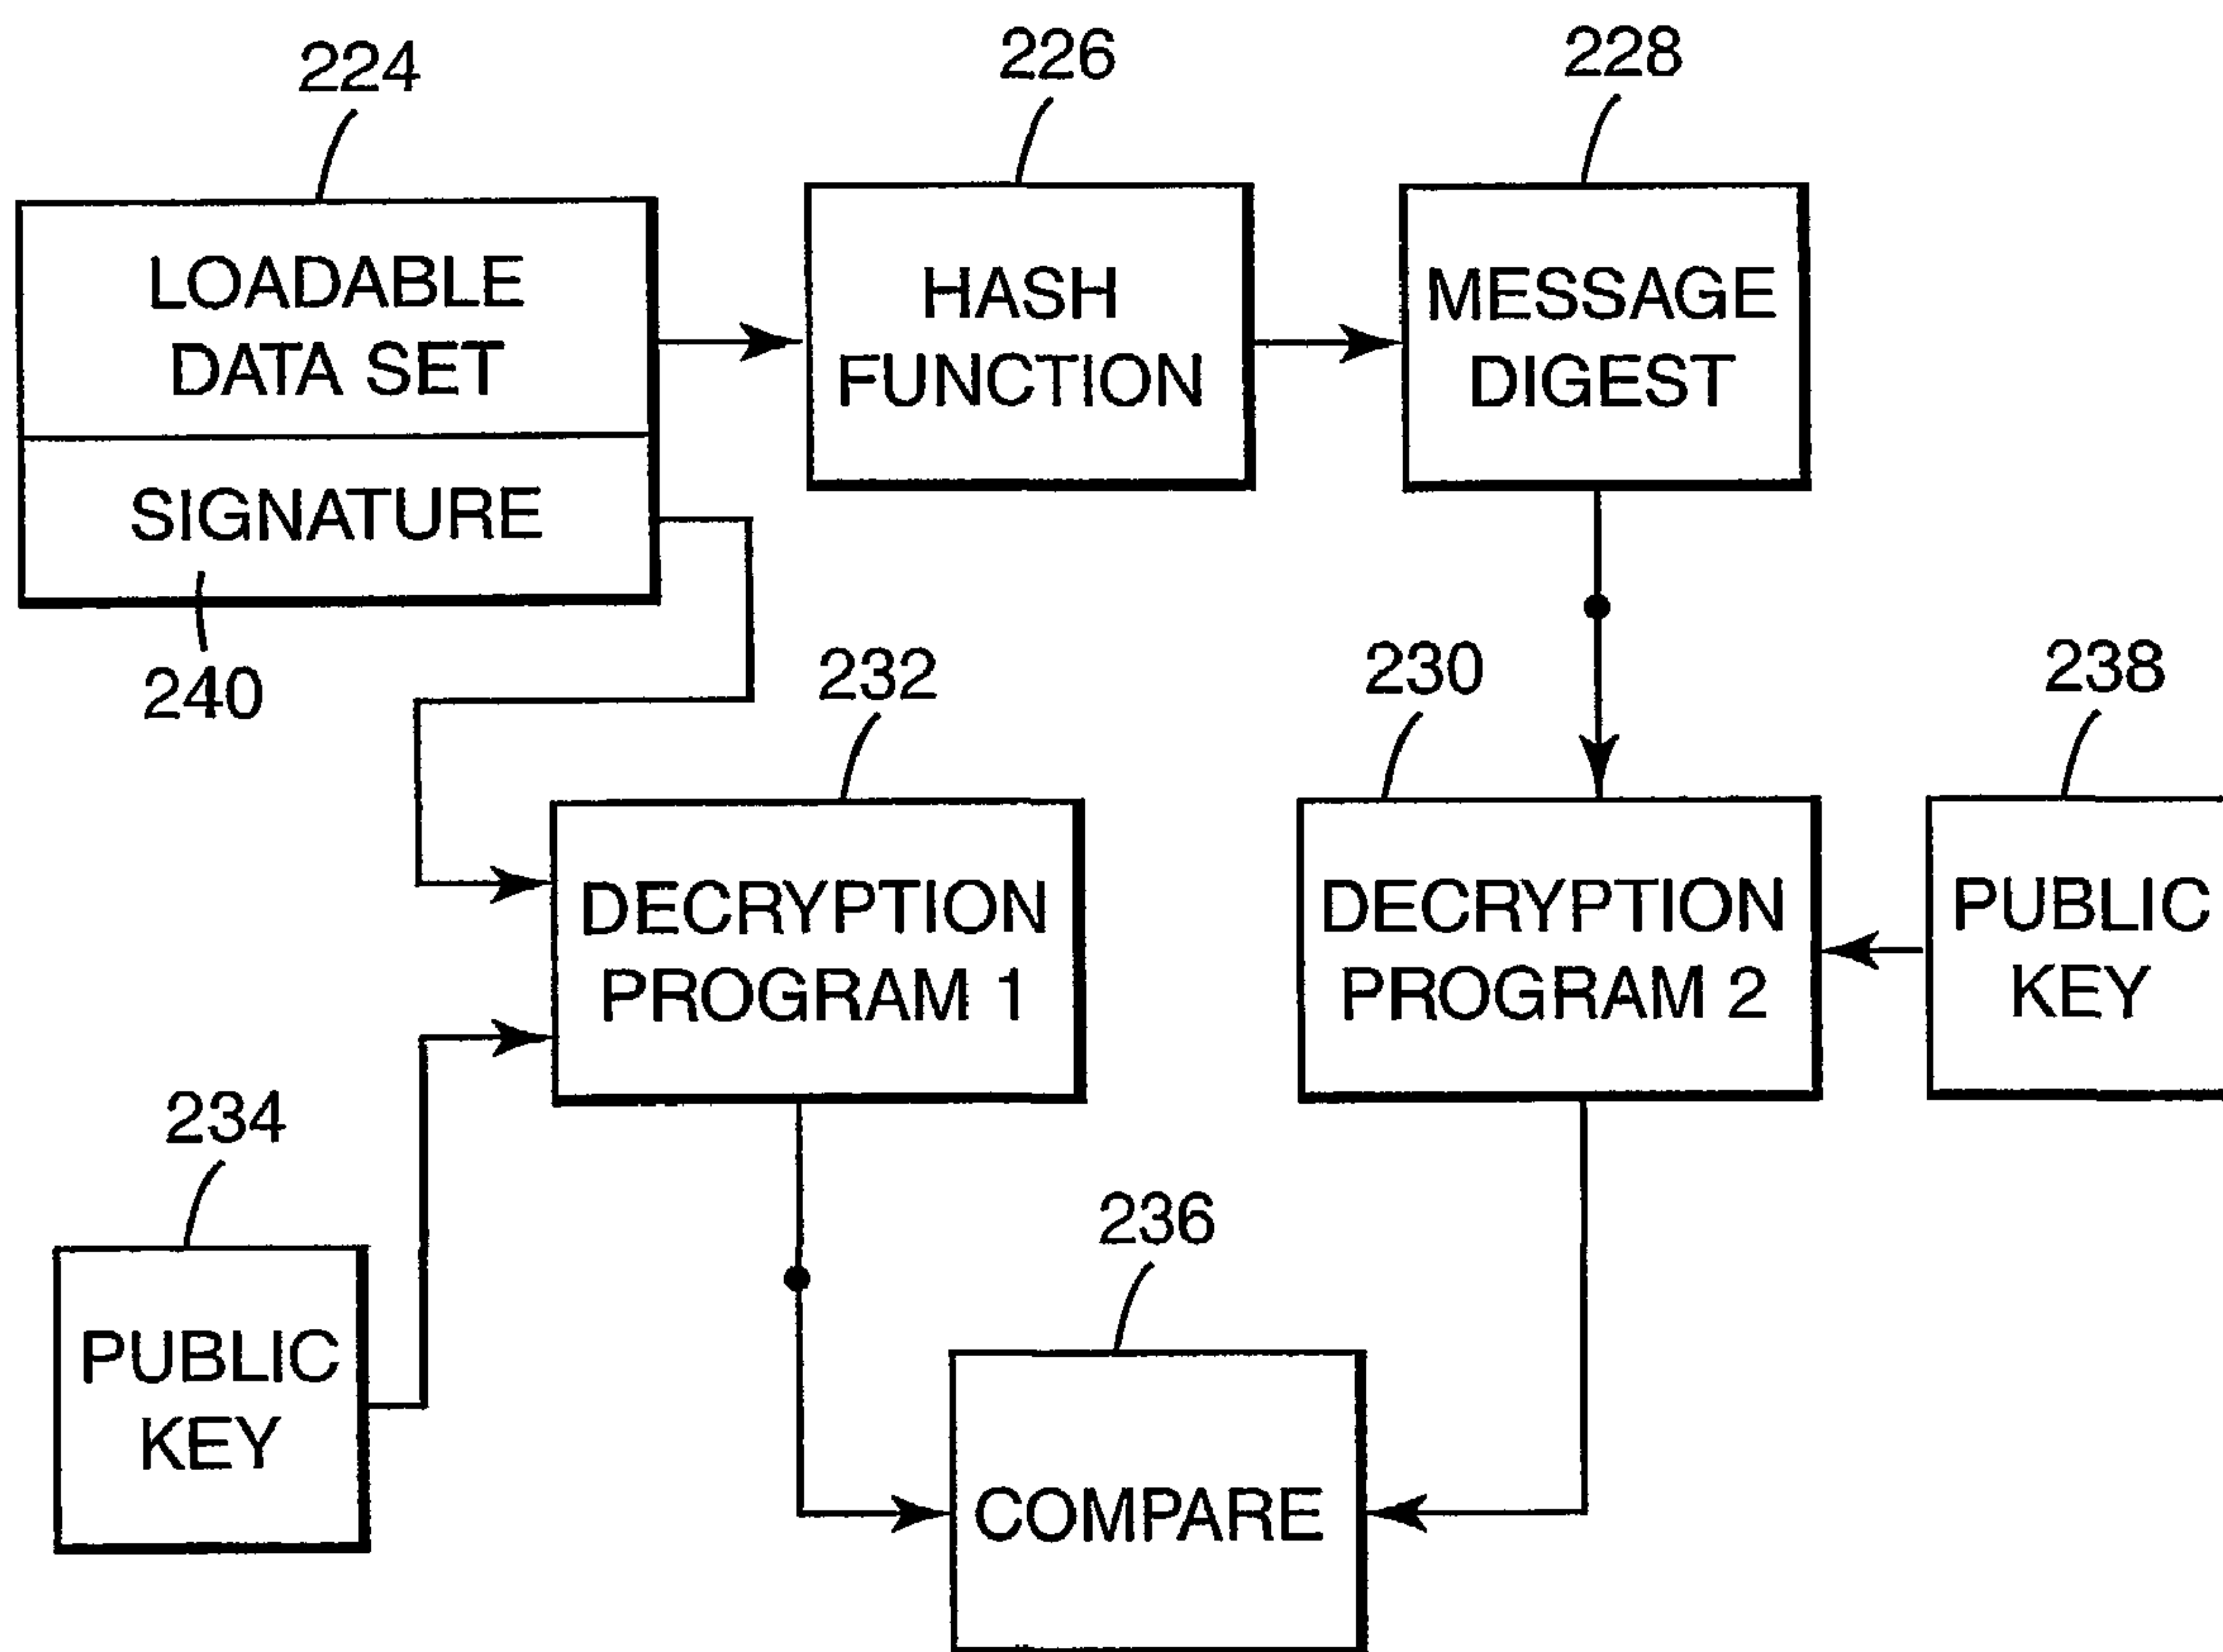 224
226
228
LOADABLE
DATA SET
HASH
FUNCTION
MESSAGE
DIGEST
SIGNATURE
240
232
230
238
DECRYPTION
PROGRAM 1
DECRYPTION
PROGRAM 2
PUBLIC
KEY
234
236
PUBLIC
KEY
COMPARE